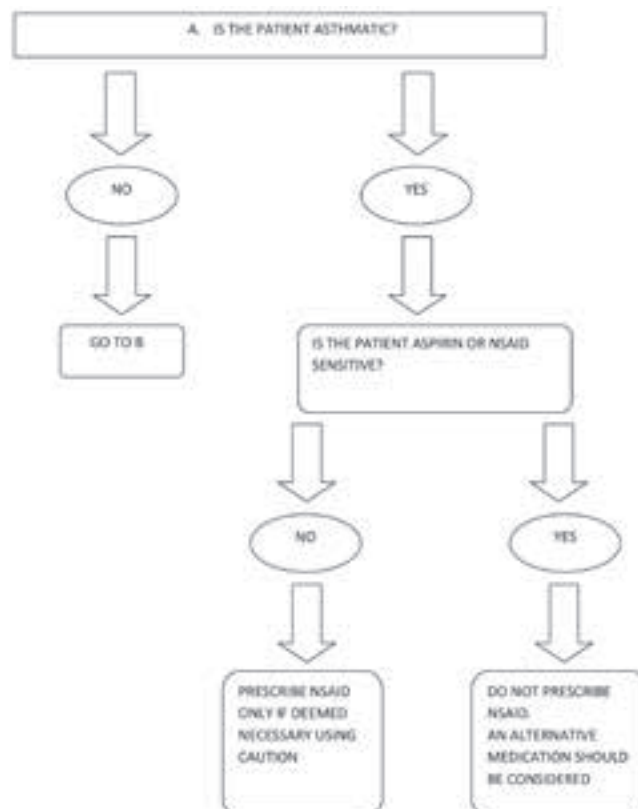 A. IS THE PATIENT ASTHMATIC?
NO
YES
GO TO B
IS THE PATIENT ASPIRIN OR NSAID
SENSITIVE?
NO
YES
PRESCRIBE NSAID
ONLY IF DEEMED
NECESSARY USING
CAUTION
DO NOT PRESCRIBE
NSAID.
AN ALTERNATIVE
MEDICATION SHOULD
BE CONSIDERED